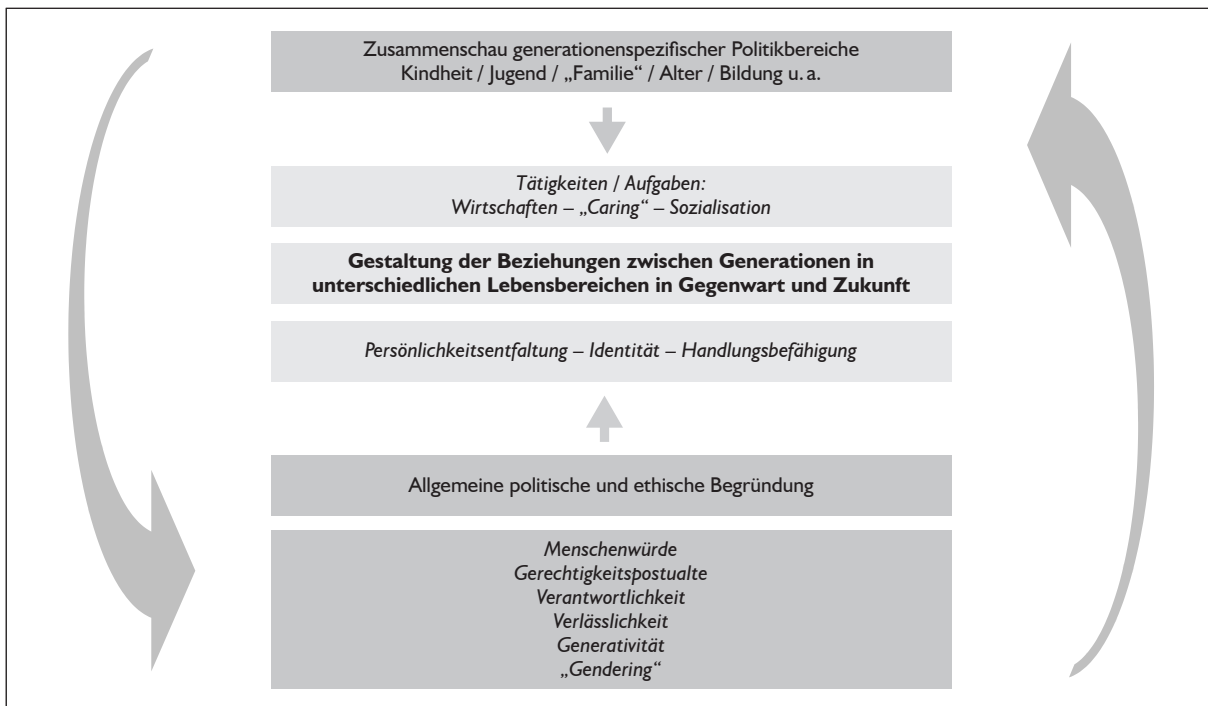 Zusammenschau generationenspezifischer Politikbereiche
Kindheit / Jugend / „Familie“ / Alter / Bildung u. a.
Tätigkeiten / Aufgaben:
Wirtschaften – „Caring“ – Sozialisation
Gestaltung der Beziehungen zwischen Generationen in
unterschiedlichen Lebensbereichen in Gegenwart und Zukunft
Persönlichkeitsentfaltung – Identität – Handlungsbefähigung
Allgemeine politische und ethische Begründung
Menschenwürde
Gerechtigkeitspostualte
Verantwortlichkeit
Verlässlichkeit
Generativität
„Gendering“